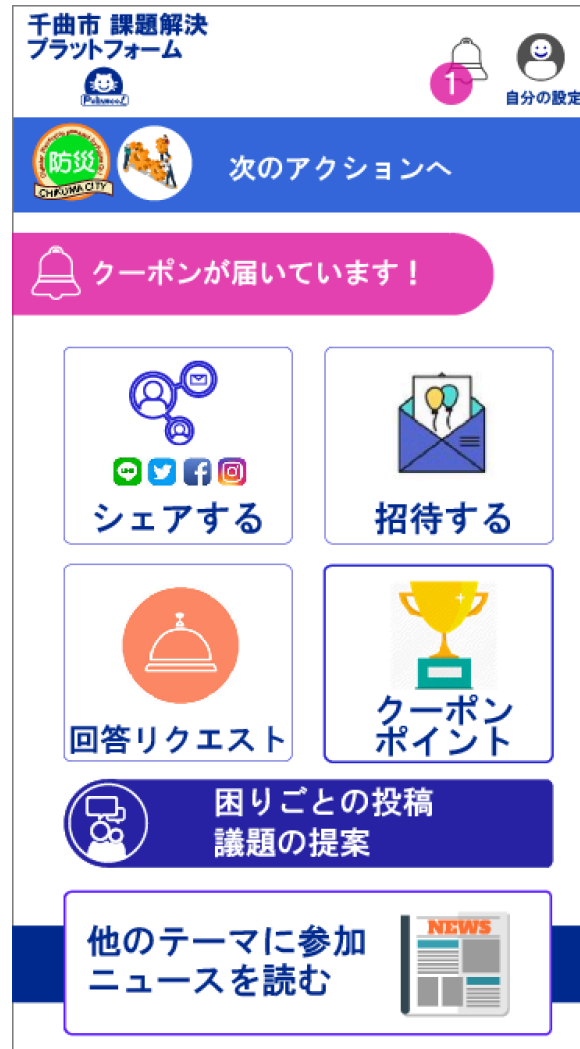 千曲市 課題解決
プラットフォーム
1
自分の設定
防災
CHIKUMA CITY
次のアクションへ
クーポンが届いています!
LINE
シェアする
招待する
回答リクエスト
クーポン
ポイント
困りごとの投稿
議題の提案
他のテーマに参加
ニュースを読む
NEWS